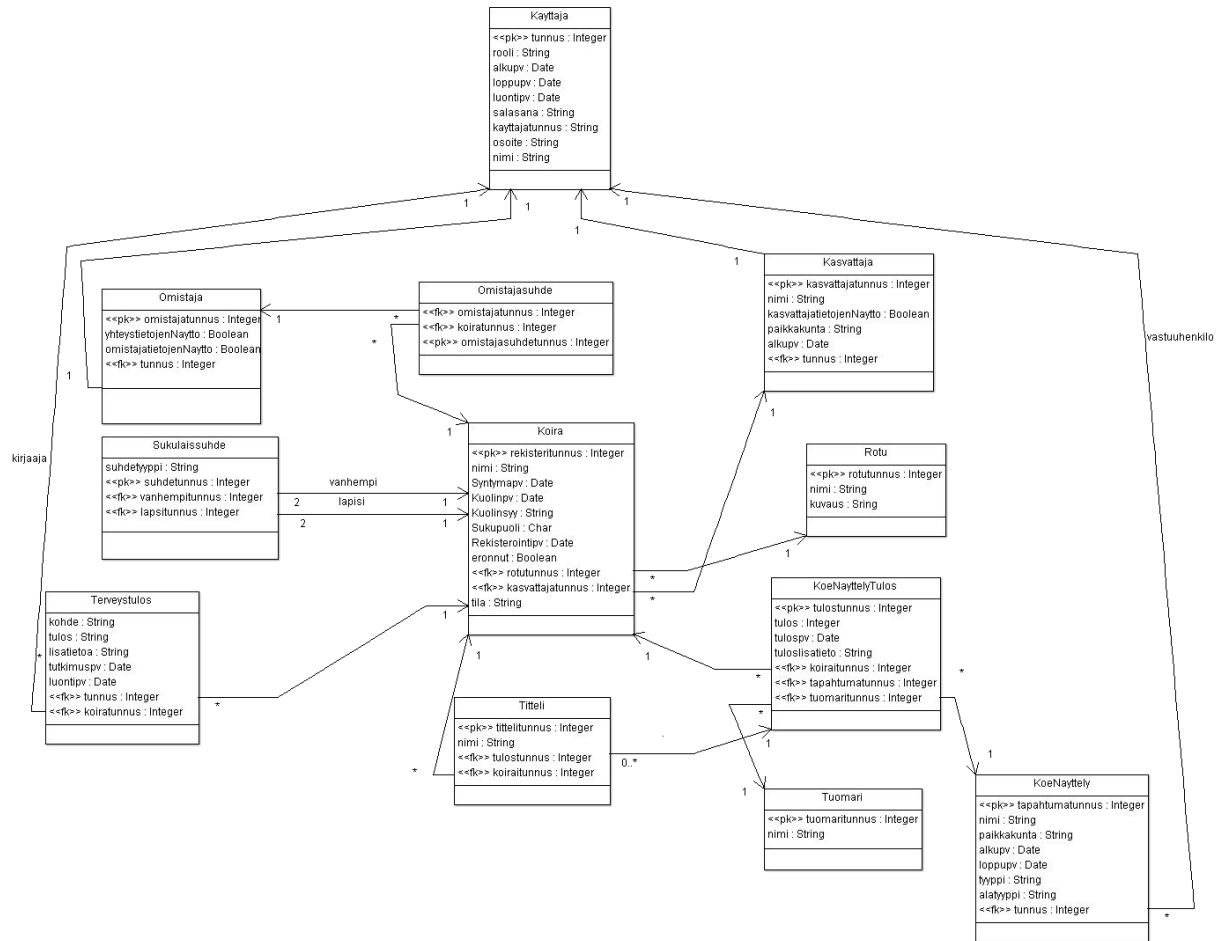 Kayttaja
<<pk>> tunnus : Integer
rooli : String
alkupv : Date
loppupv : Date
luontipv : Date
salasana : String
kayttajatunnus : String
osoite : String
nimi : String
1
1
1
1
1
Kasvattaja
<<pk>> kasvattajatunnus : Integer
nimi : String
kasvattajatietojenNaytto : Boolean
paikkakunta : String
alkupv : Date
<<fk>> tunnus : Integer
1
Omistaja
<<pk>> omistajatunnus : Integer
yhteystietojenNaytto : Boolean
omistajatietojenNaytto : Boolean
<<fk>> tunnus : Integer
1
1
*
*
Omistajasuhde
<<fk>> omistajatunnus : Integer
<<fk>> koiratunnus : Integer
<<pk>> omistajasuhdetunnus : Integer
vastuuhenkilo
kirjaaja
Sukulaissuhde
suhdetyyppi : String
<<pk>> suhdetunnus : Integer
<<fk>> vanhempitunnus : Integer
<<fk>> lapsitunnus : Integer
vanhempi
2
1
lapisi
2
1
1
Koira
<<pk>> rekisteritunnus : Integer
nimi : String
Syntymapv : Date
Kuolinpv : Date
Kuolinsyy : String
Sukupuoli : Char
Rekisterointipv : Date
eronnut : Boolean
<<fk>> rotutunnus : Integer
<<fk>> kasvattajatunnus : Integer
tila : String
*
*
1
Rotu
<<pk>> rotutunnus : Integer
nimi : String
kuvaus : Sring
Terveystulos
kohde : String
tulos : String
lisatietoa : String
tutkimuspv : Date
luontipv : Date
<<fk>> tunnus : Integer
<<fk>> koiratunnus : Integer
*
*
1
1
1
KoeNayttelyTulos
<<pk>> tulostunnus : Integer
tulos : Integer
tulospv : Date
tuloslisatieto : String
<<fk>> koiraitunnus : Integer
<<fk>> tapahtumatunnus : Integer
<<fk>> tuomaritunnus : Integer
*
*
*
1
Titteli
<<pk>> tittelitunnus : Integer
nimi : String
<<fk>> tulostunnus : Integer
<<fk>> koiraitunnus : Integer
*
0..*
1
1
Tuomari
<<pk>> tuomaritunnus : Integer
nimi : String
KoeNayttely
<<pk>> tapahtumatunnus : Integer
nimi : String
paikkakunta : String
alkupv : Date
loppupv : Date
tyyppi : String
alatyyppi : String
<<fk>> tunnus : Integer
*